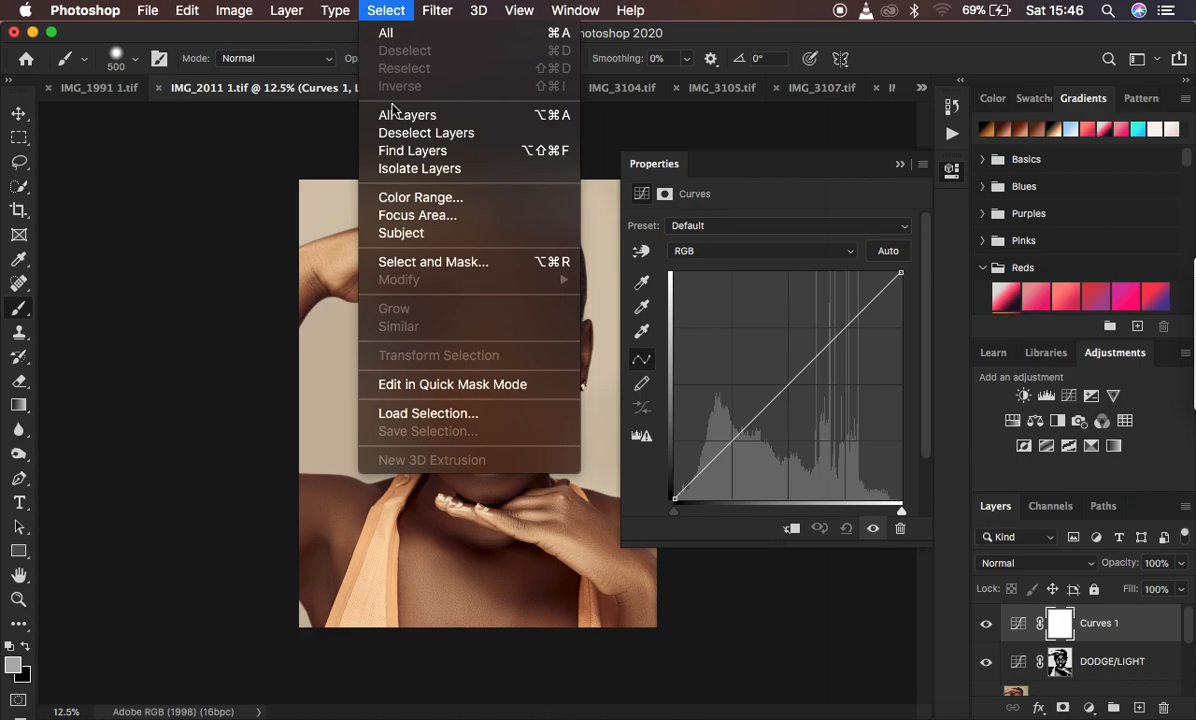 Photoshop File Edit Image Layer Type Select Filter 3D View Window Help 69% Sat 15:46
Photoshop 2020
500 Mode: Normal Smoothing: 0% 0°
IMG_1991 1.tif IMG_2011 1.tif @ 12.5% (Curves 1, L IMG_3104.tif IMG_3105.tif IMG_3107.tif
All ⌘A
Deselect ⌘D
Reselect ⇧⌘D
Inverse ⇧⌘I
All Layers ⌥⌘A
Deselect Layers
Find Layers ⌥⇧⌘F
Isolate Layers
Color Range...
Focus Area...
Subject
Select and Mask... ⌥⌘R
Modify
Grow
Similar
Transform Selection
Edit in Quick Mask Mode
Load Selection...
Save Selection...
New 3D Extrusion
Properties
Curves
Preset: Default
RGB Auto
Color Swatche Gradients Pattern
Basics
Blues
Purples
Pinks
Reds
Learn Libraries Adjustments
Add an adjustment
Layers Channels Paths
Kind
Normal Opacity: 100%
Lock: Fill: 100%
Curves 1
DODGE/LIGHT
12.5% Adobe RGB (1998) (16bpc)